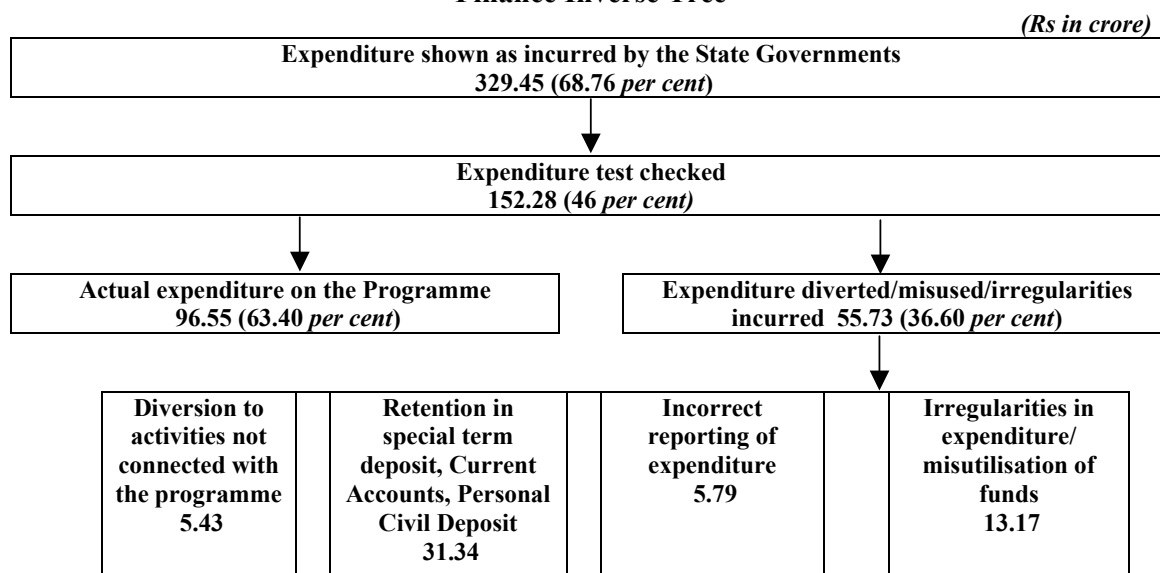 Finance Inverse Tree
(Rs in crore)
Expenditure shown as incurred by the State Governments
329.45 (68.76 per cent)
Expenditure test checked
152.28 (46 per cent)
Actual expenditure on the Programme
96.55 (63.40 per cent)
Expenditure diverted/misused/irregularities
incurred 55.73 (36.60 per cent)
Diversion to
activities not
connected with
the programme
5.43
Retention in
special term
deposit, Current
Accounts, Personal
Civil Deposit
31.34
Incorrect
reporting of
expenditure
5.79
Irregularities in
expenditure/
misutilisation of
funds
13.17